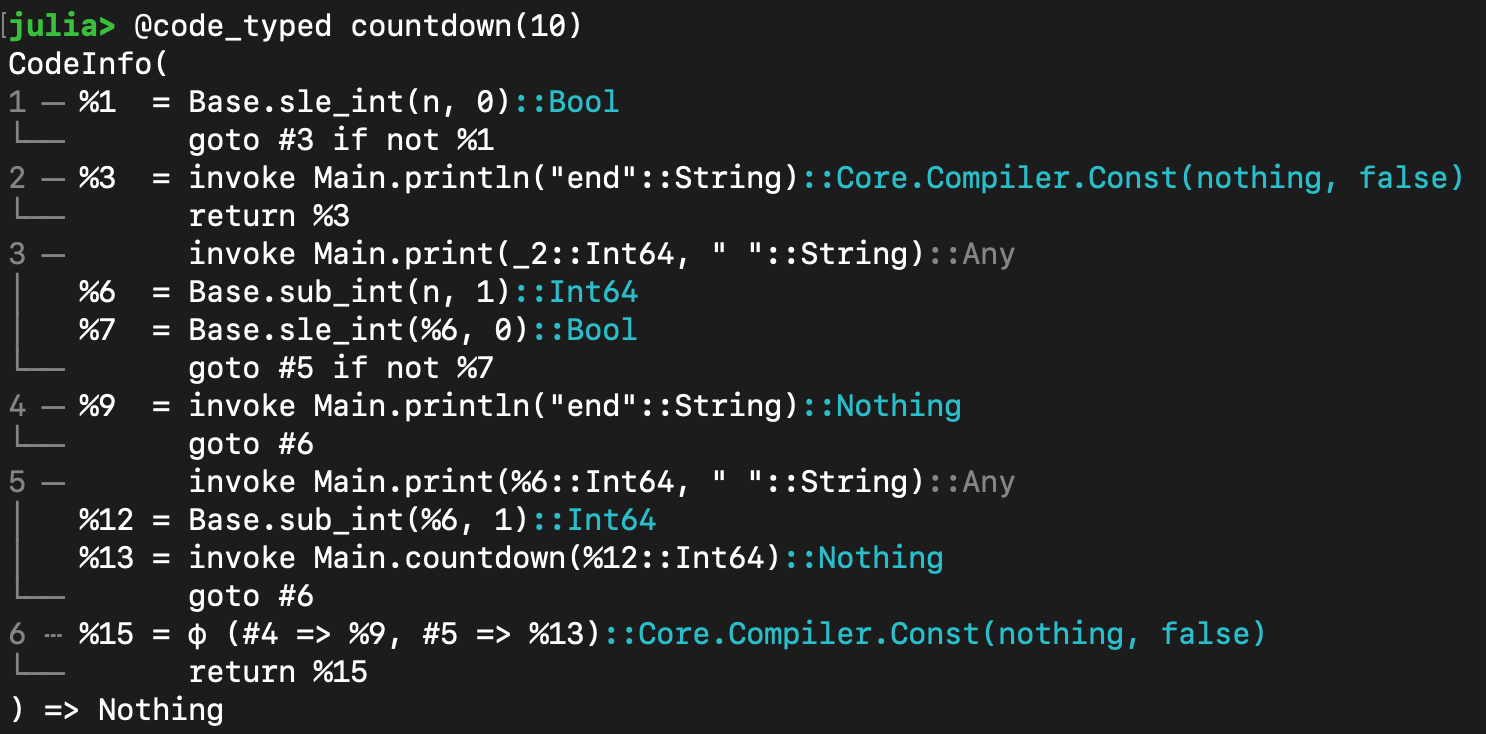 julia> @code_typed countdown(10)
CodeInfo(
1 ─ %1  = Base.sle_int(n, 0)::Bool
└──       goto #3 if not %1
2 ─ %3  = invoke Main.println("end"::String)::Core.Compiler.Const(nothing, false)
└──       return %3
3 ─       invoke Main.print(_2::Int64, " "::String)::Any
│   %6  = Base.sub_int(n, 1)::Int64
│   %7  = Base.sle_int(%6, 0)::Bool
└──       goto #5 if not %7
4 ─ %9  = invoke Main.println("end"::String)::Nothing
└──       goto #6
5 ─       invoke Main.print(%6::Int64, " "::String)::Any
│   %12 = Base.sub_int(%6, 1)::Int64
│   %13 = invoke Main.countdown(%12::Int64)::Nothing
└──       goto #6
6 ┄ %15 = φ (#4 => %9, #5 => %13)::Core.Compiler.Const(nothing, false)
└──       return %15
) => Nothing